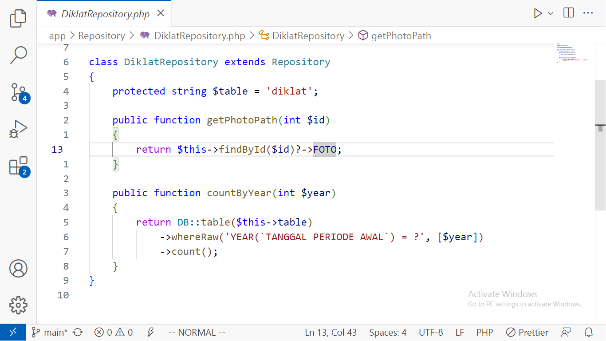 DiklatRepository.php
app > Repository > DiklatRepository.php > DiklatRepository > getPhotoPath
7
6 class DiklatRepository extends Repository
5 {
4 protected string $table = 'diklat';
3
2 public function getPhotoPath(int $id)
1 {
13 return $this->findById($id)?->FOTO;
1 }
2
3 public function countByYear(int $year)
4 {
5 return DB::table($this->table)
6 ->whereRaw('YEAR(`TANGGAL PERIODE AWAL`) = ?', [$year])
7 ->count();
8 }
9 }
10
4
2
Activate Windows
Go to PC settings to activate Windows.
main* 0 0 -- NORMAL -- Ln 13, Col 43 Spaces: 4 UTF-8 LF PHP Prettier